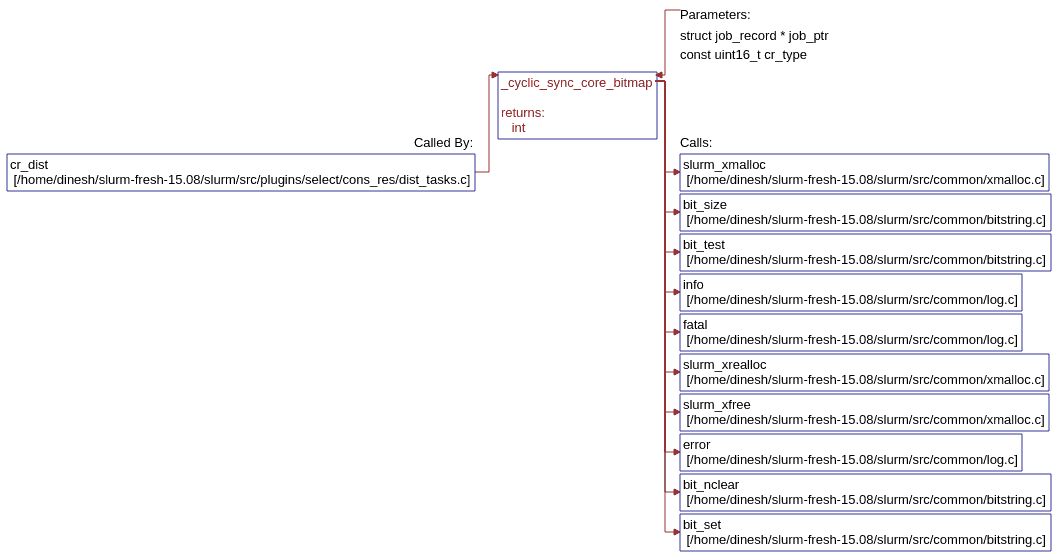 Parameters:
struct job_record * job_ptr
const uint16_t cr_type
_cyclic_sync_core_bitmap
returns:
int
Called By:
cr_dist
[/home/dinesh/slurm-fresh-15.08/slurm/src/plugins/select/cons_res/dist_tasks.c]
Calls:
slurm_xmalloc
[/home/dinesh/slurm-fresh-15.08/slurm/src/common/xmalloc.c]
bit_size
[/home/dinesh/slurm-fresh-15.08/slurm/src/common/bitstring.c]
bit_test
[/home/dinesh/slurm-fresh-15.08/slurm/src/common/bitstring.c]
info
[/home/dinesh/slurm-fresh-15.08/slurm/src/common/log.c]
fatal
[/home/dinesh/slurm-fresh-15.08/slurm/src/common/log.c]
slurm_xrealloc
[/home/dinesh/slurm-fresh-15.08/slurm/src/common/xmalloc.c]
slurm_xfree
[/home/dinesh/slurm-fresh-15.08/slurm/src/common/xmalloc.c]
error
[/home/dinesh/slurm-fresh-15.08/slurm/src/common/log.c]
bit_nclear
[/home/dinesh/slurm-fresh-15.08/slurm/src/common/bitstring.c]
bit_set
[/home/dinesh/slurm-fresh-15.08/slurm/src/common/bitstring.c]